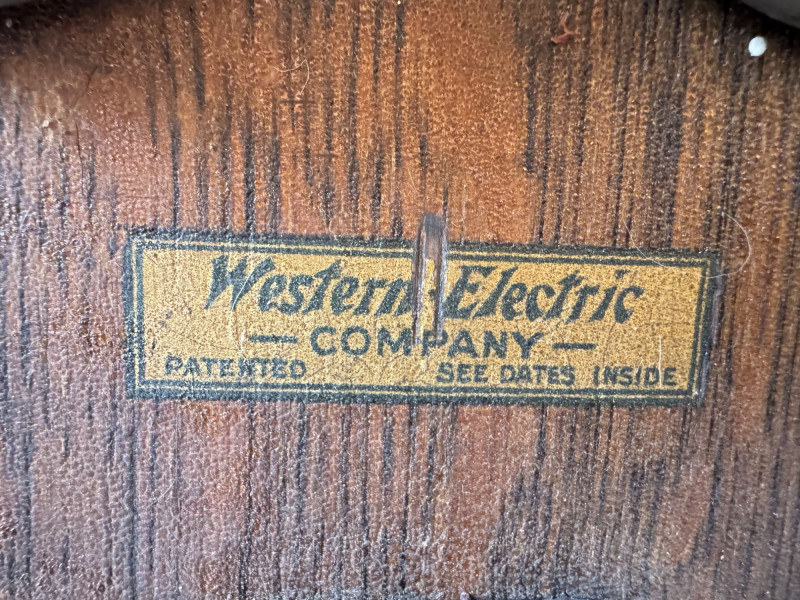 Western Electric
— COMPANY —
PATENTED SEE DATES INSIDE